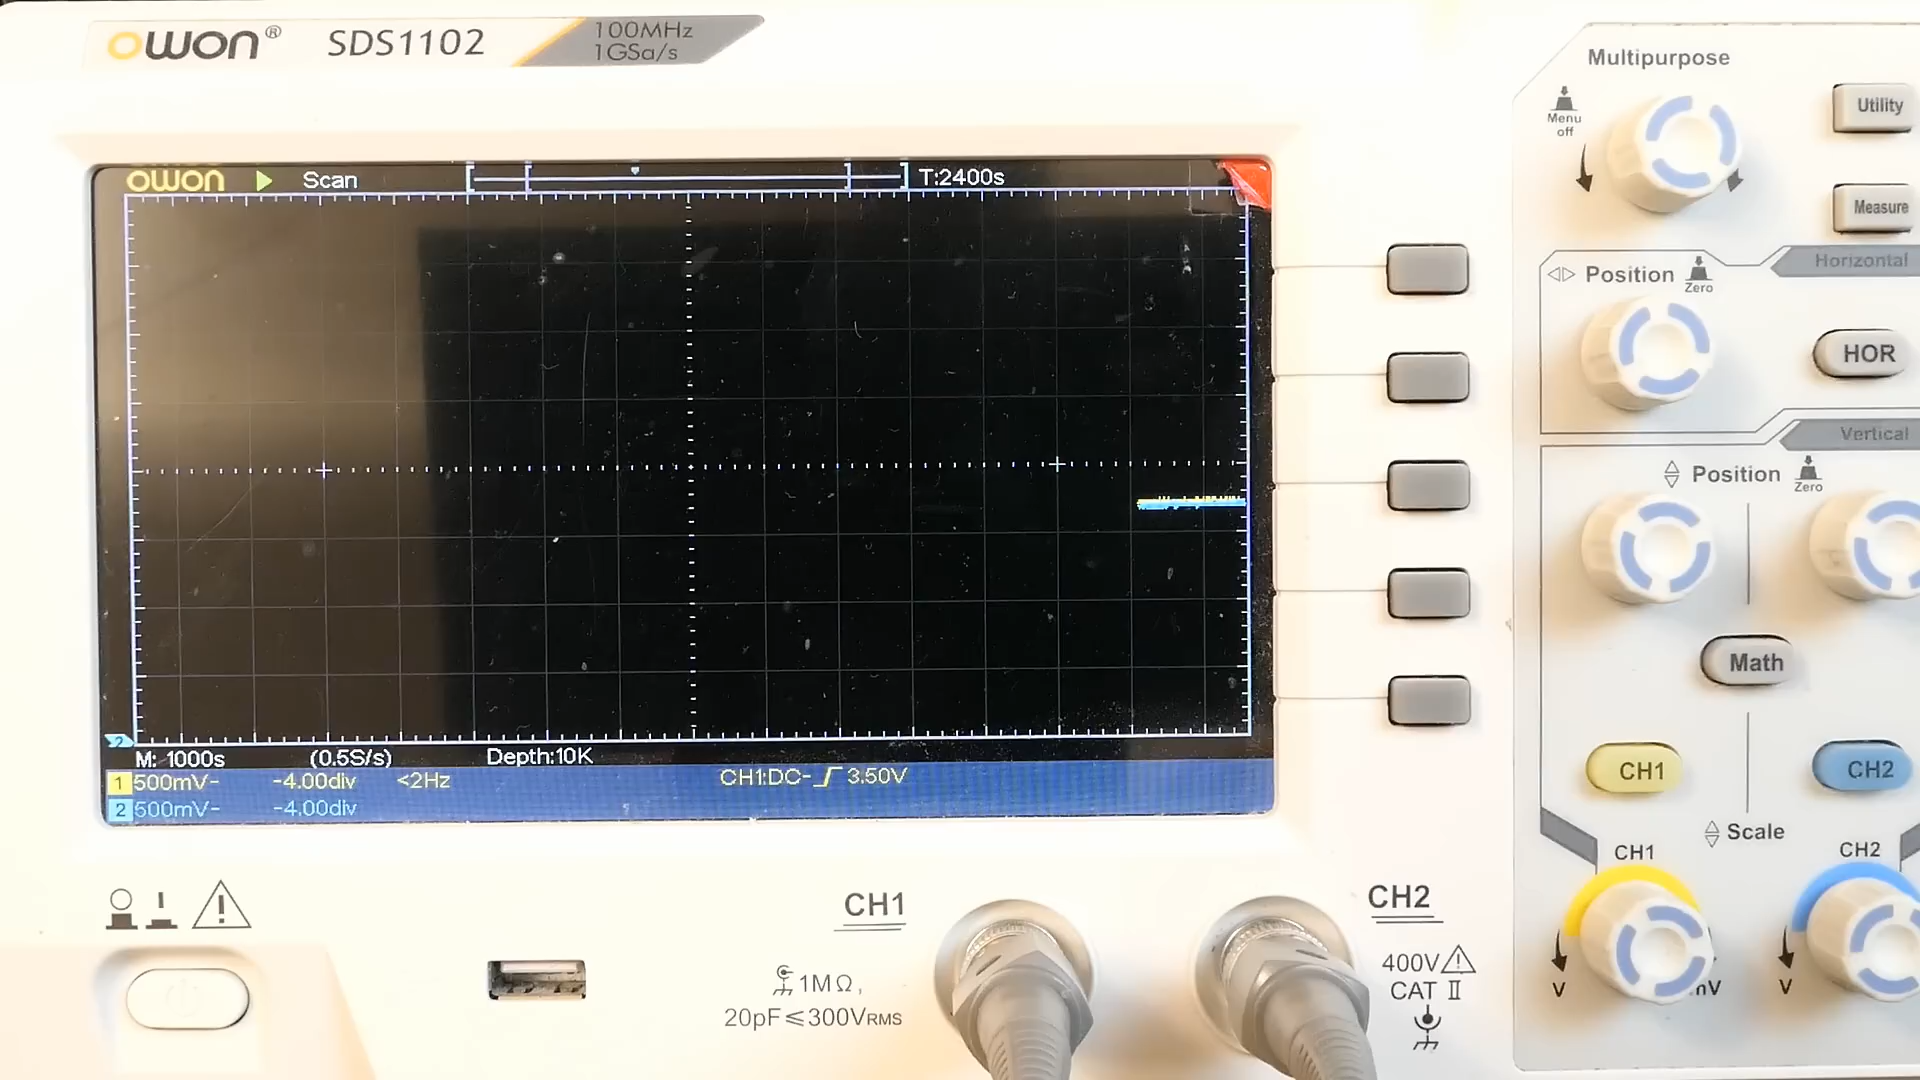 owon® SDS1102 100MHz
1GSa/s
owon Scan T:2400s
2
M: 1000s (0.5S/s) Depth:10K
1 500mV- -4.00div <2Hz CH1:DC- 3.50V
2 500mV- -4.00div
CH1
1MΩ,
20pF≤300VRMS
CH2
400V
CAT II
Multipurpose
Menu
off
Utility
Measure
Horizontal
Position
Zero
HOR
Vertical
Position
Zero
Math
CH1 CH2
Scale
CH1 CH2
V mV V